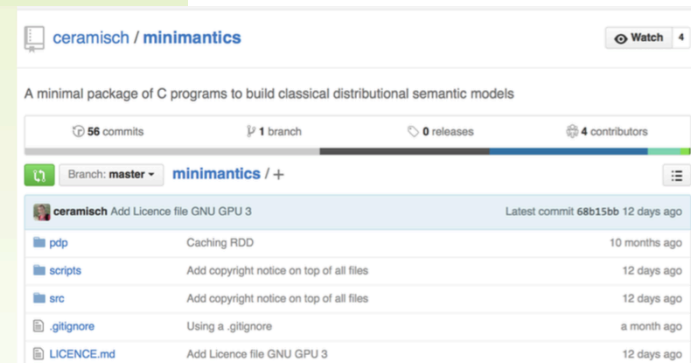 ceramisch / minimantics
Watch 4
A minimal package of C programs to build classical distributional semantic models
56 commits 1 branch 0 releases 4 contributors
Branch: master minimantics / +
ceramisch Add Licence file GNU GPU 3 Latest commit 68b15bb 12 days ago
pdp Caching RDD 10 months ago
scripts Add copyright notice on top of all files 12 days ago
src Add copyright notice on top of all files 12 days ago
.gitignore Using a .gitignore a month ago
LICENCE.md Add Licence file GNU GPU 3 12 days ago